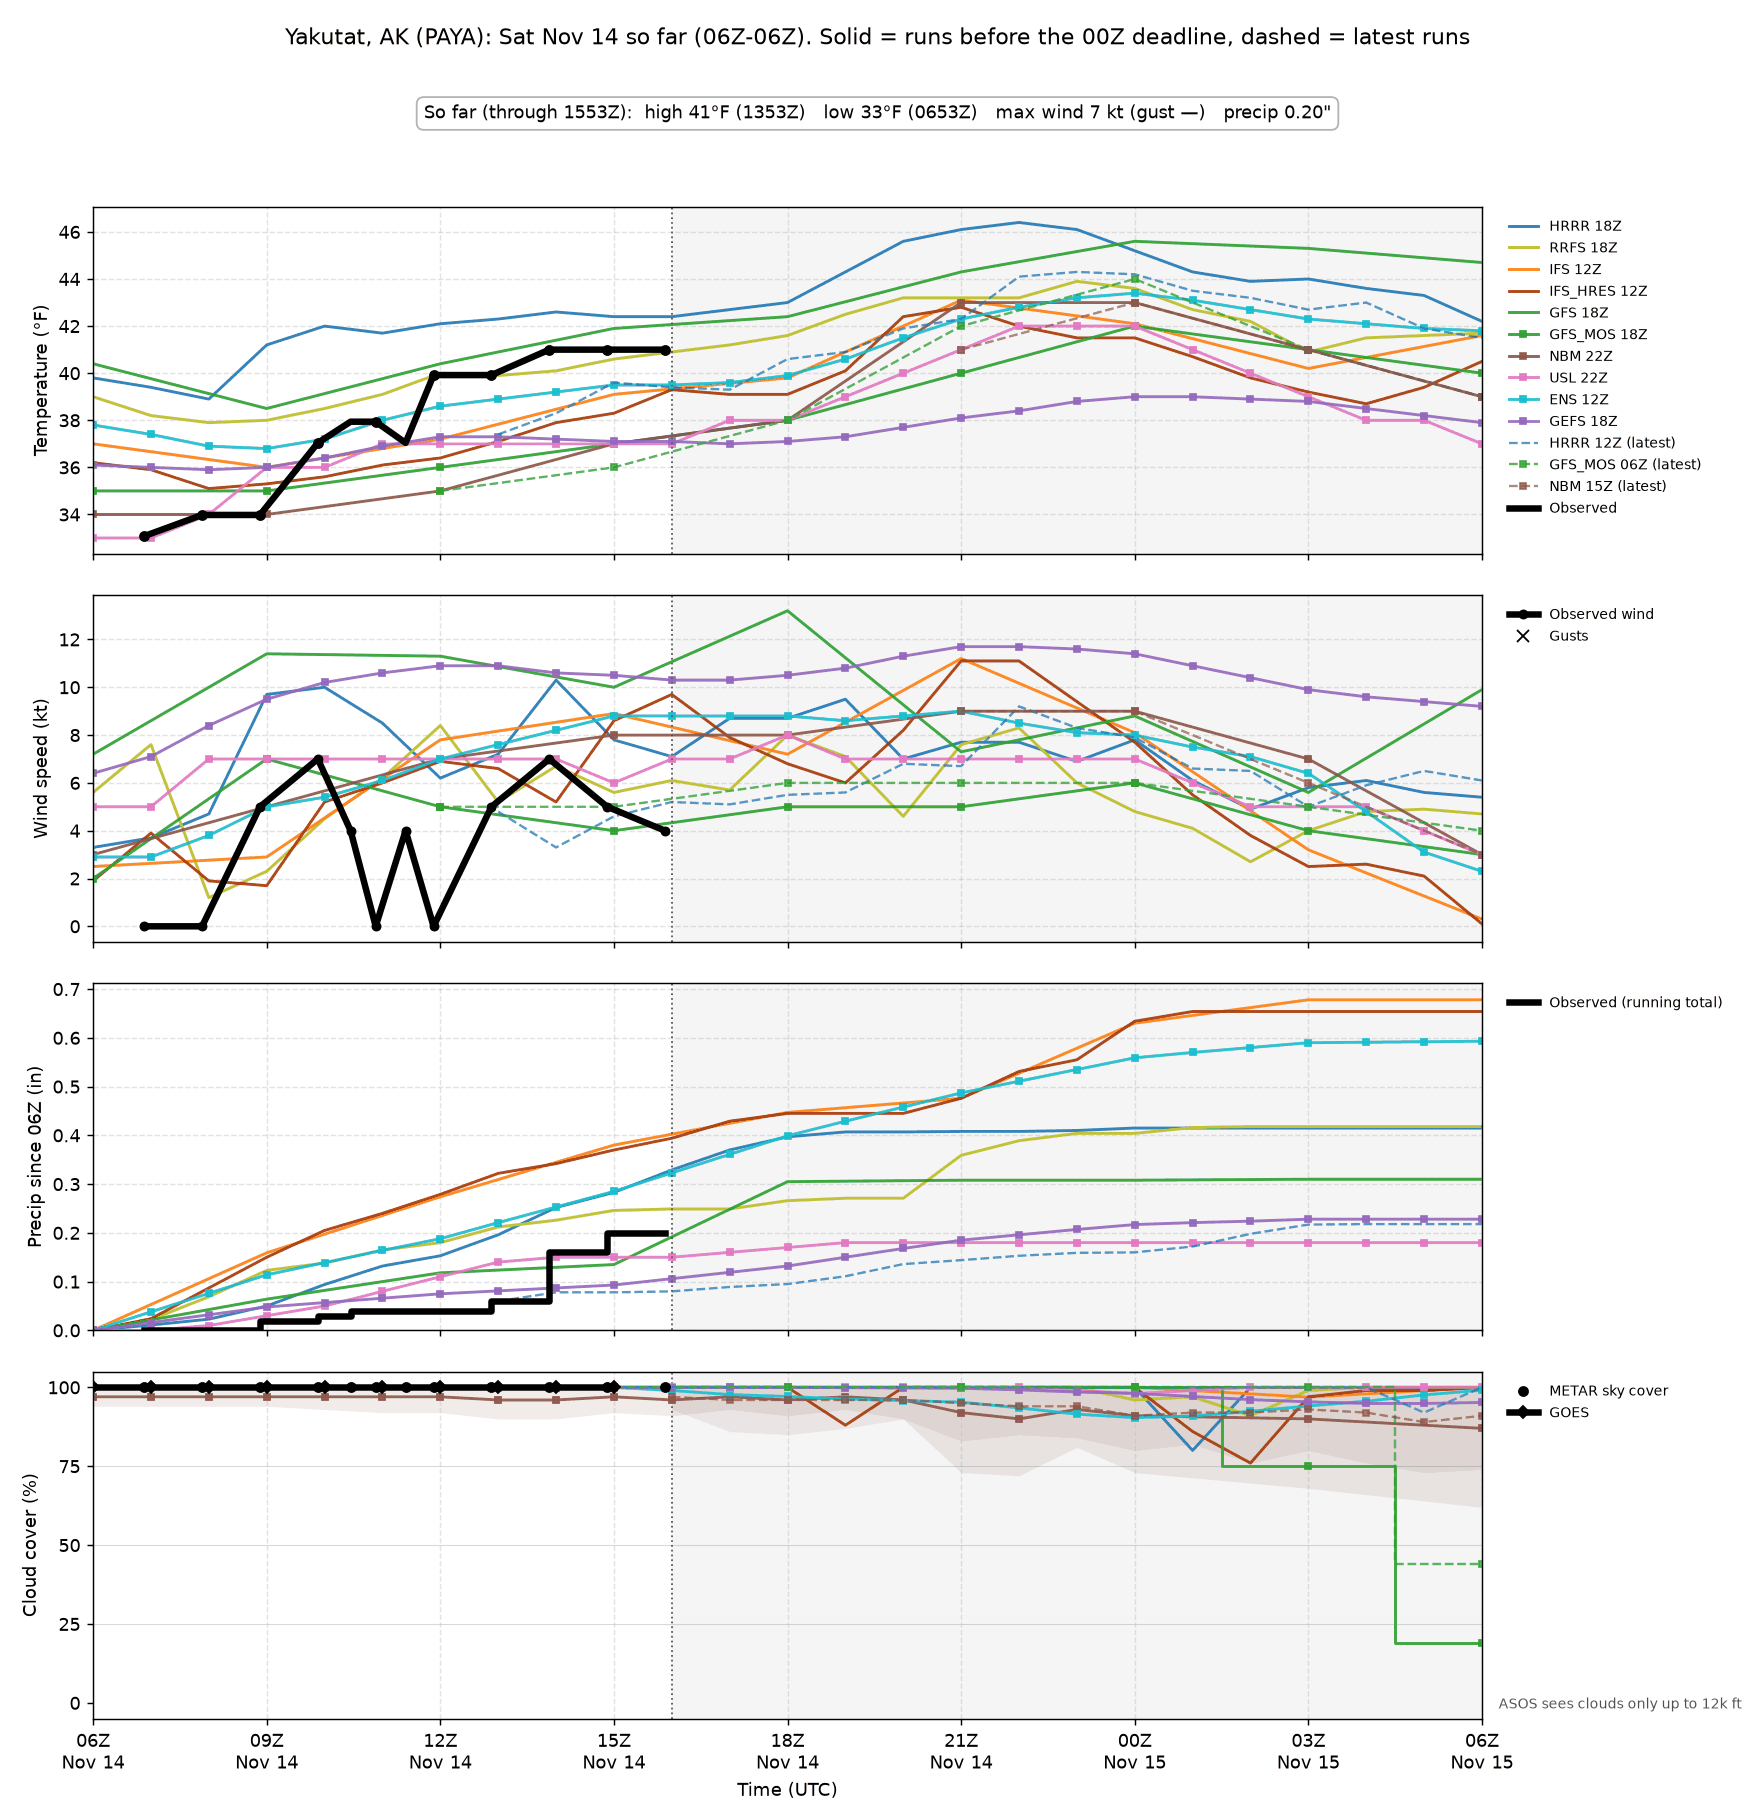 Yakutat, AK (PAYA): Sat Nov 14 so far (06Z-06Z). Solid = runs before the 00Z deadline, dashed = latest runs
So far (through 1553Z):  high 41°F (1353Z)   low 33°F (0653Z)   max wind 7 kt (gust —)   precip 0.20"
Temperature (°F)
46
44
42
40
38
36
34
HRRR 18Z
RRFS 18Z
IFS 12Z
IFS_HRES 12Z
GFS 18Z
GFS_MOS 18Z
NBM 22Z
USL 22Z
ENS 12Z
GEFS 18Z
HRRR 12Z (latest)
GFS_MOS 06Z (latest)
NBM 15Z (latest)
Observed
Wind speed (kt)
12
10
8
6
4
2
0
Observed wind
Gusts
Precip since 06Z (in)
0.7
0.6
0.5
0.4
0.3
0.2
0.1
0.0
Observed (running total)
Cloud cover (%)
100
75
50
25
0
METAR sky cover
GOES
ASOS sees clouds only up to 12k ft
06Z 09Z 12Z 15Z 18Z 21Z 00Z 03Z 06Z
Nov 14 Nov 14 Nov 14 Nov 14 Nov 14 Nov 14 Nov 15 Nov 15 Nov 15
Time (UTC)